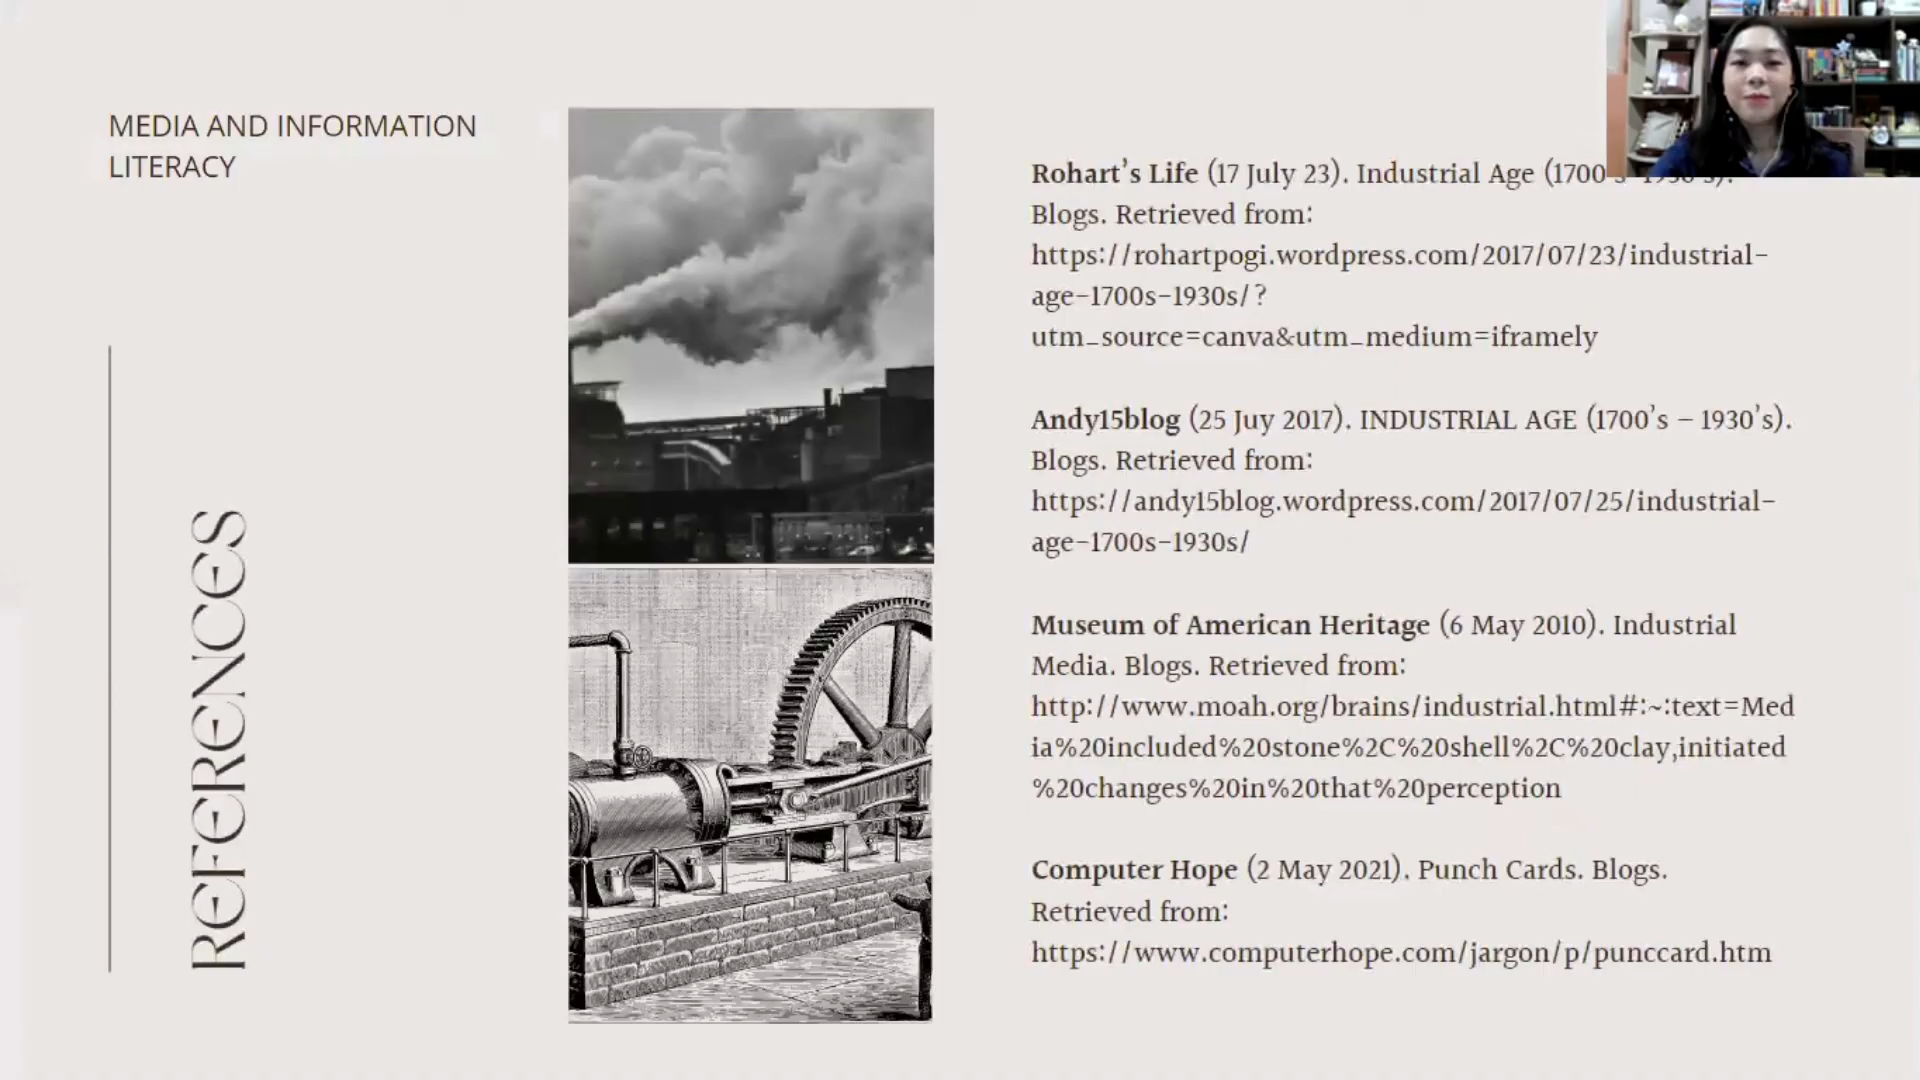 MEDIA AND INFORMATION
LITERACY
REFERENCES
Rohart's Life (17 July 23). Industrial Age (1700's-1930's).
Blogs. Retrieved from:
https://rohartpogi.wordpress.com/2017/07/23/industrial-
age-1700s-1930s/?
utm_source=canva&utm_medium=iframely
Andy15blog (25 Juy 2017). INDUSTRIAL AGE (1700's – 1930's).
Blogs. Retrieved from:
https://andy15blog.wordpress.com/2017/07/25/industrial-
age-1700s-1930s/
Museum of American Heritage (6 May 2010). Industrial
Media. Blogs. Retrieved from:
http://www.moah.org/brains/industrial.html#:~:text=Med
ia%20included%20stone%2C%20shell%2C%20clay,initiated
%20changes%20in%20that%20perception
Computer Hope (2 May 2021). Punch Cards. Blogs.
Retrieved from:
https://www.computerhope.com/jargon/p/punccard.htm